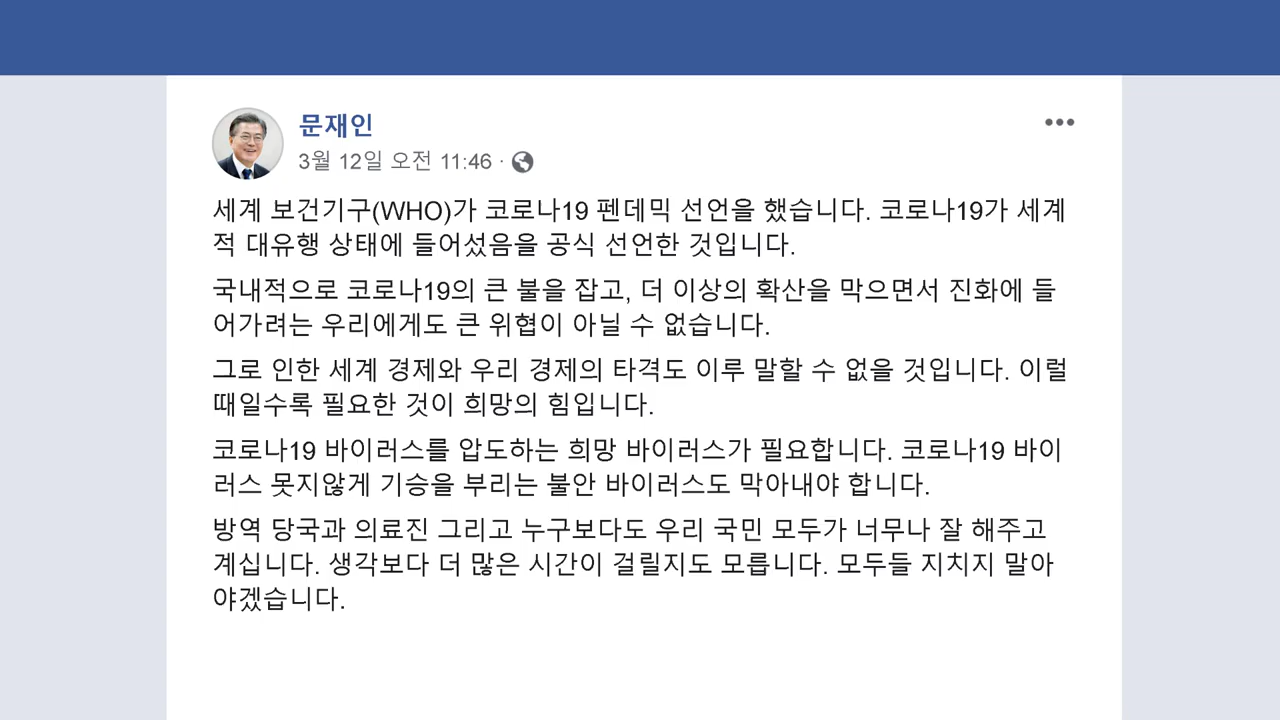 문재인
3월 12일 오전 11:46 ·
세계 보건기구(WHO)가 코로나19 펜데믹 선언을 했습니다. 코로나19가 세계
적 대유행 상태에 들어섰음을 공식 선언한 것입니다.
국내적으로 코로나19의 큰 불을 잡고, 더 이상의 확산을 막으면서 진화에 들
어가려는 우리에게도 큰 위협이 아닐 수 없습니다.
그로 인한 세계 경제와 우리 경제의 타격도 이루 말할 수 없을 것입니다. 이럴
때일수록 필요한 것이 희망의 힘입니다.
코로나19 바이러스를 압도하는 희망 바이러스가 필요합니다. 코로나19 바이
러스 못지않게 기승을 부리는 불안 바이러스도 막아내야 합니다.
방역 당국과 의료진 그리고 누구보다도 우리 국민 모두가 너무나 잘 해주고
계십니다. 생각보다 더 많은 시간이 걸릴지도 모릅니다. 모두들 지치지 말아
야겠습니다.